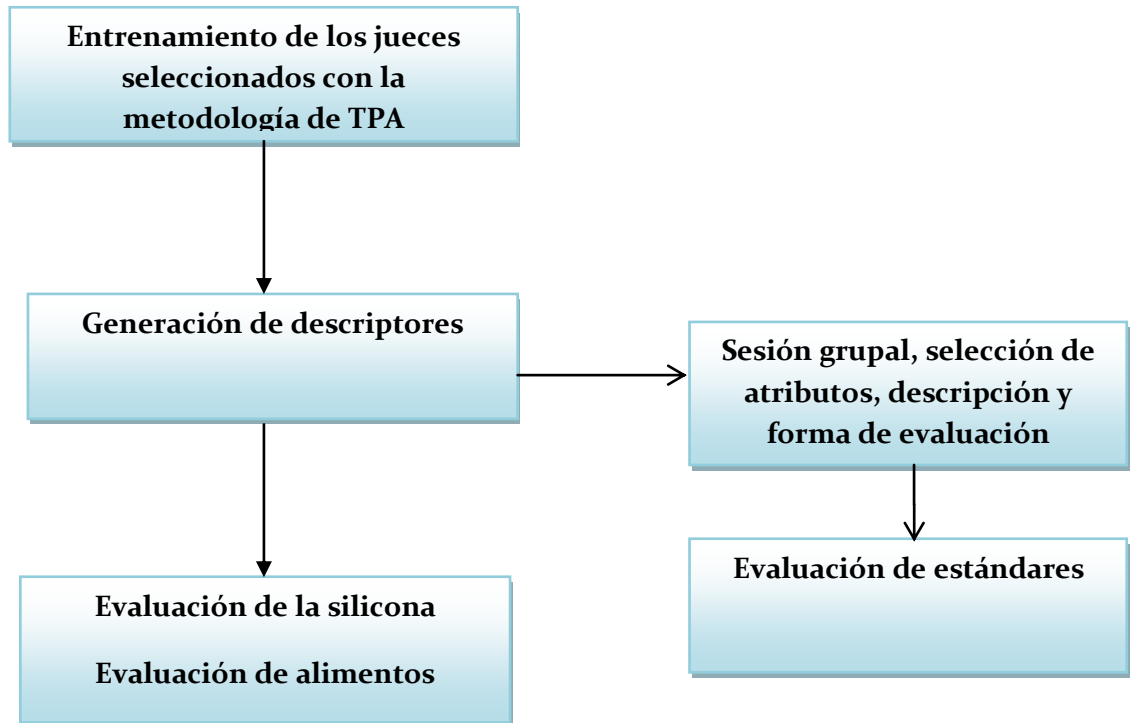 Entrenamiento de los jueces
seleccionados con la
metodología de TPA
Generación de descriptores
Sesión grupal, selección de
atributos, descripción y
forma de evaluación
Evaluación de estándares
Evaluación de la silicona
Evaluación de alimentos